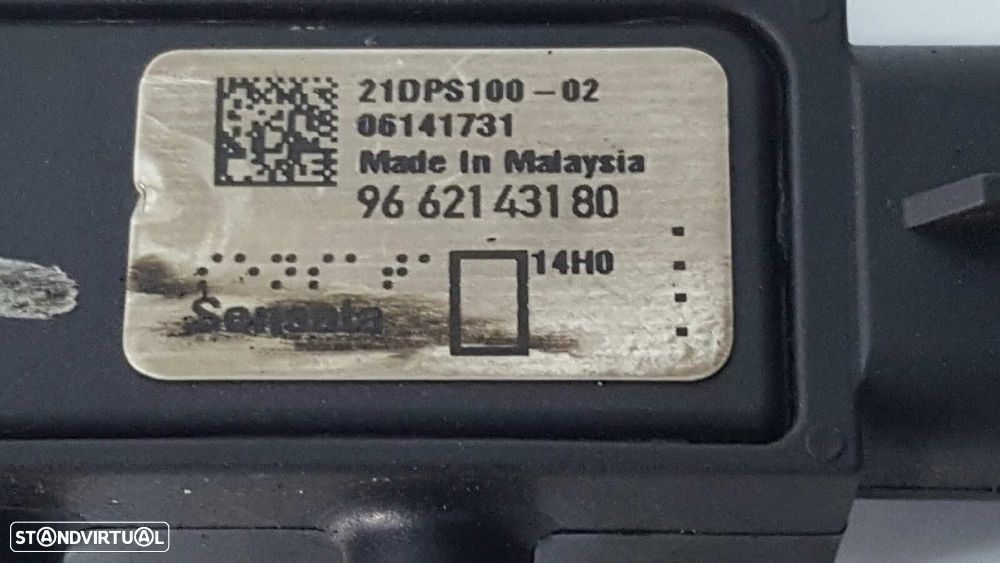 21DPS100-02
06141731
Made In Malaysia
96 621 431 80
14H0
Sensata
STANDVIRTUAL